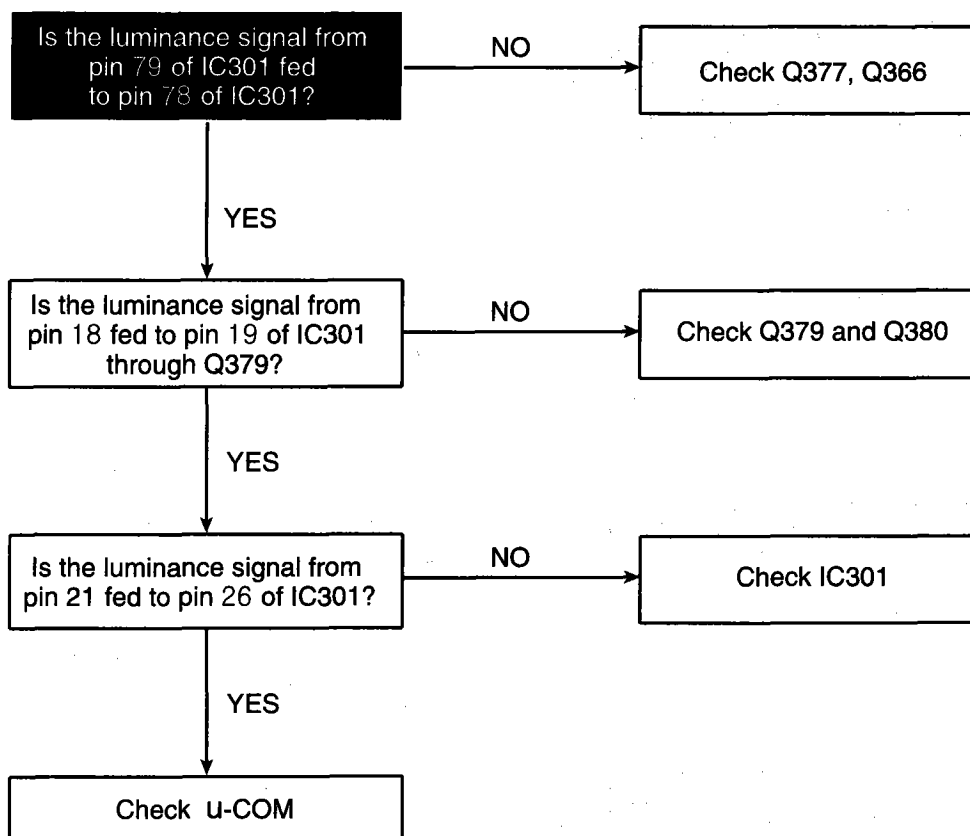 Is the luminance signal from
pin 79 of IC301 fed
to pin 78 of IC301?
NO
Check Q377, Q366
YES
Is the luminance signal from
pin 18 fed to pin 19 of IC301
through Q379?
NO
Check Q379 and Q380
YES
Is the luminance signal from
pin 21 fed to pin 26 of IC301?
NO
Check IC301
YES
Check u-COM